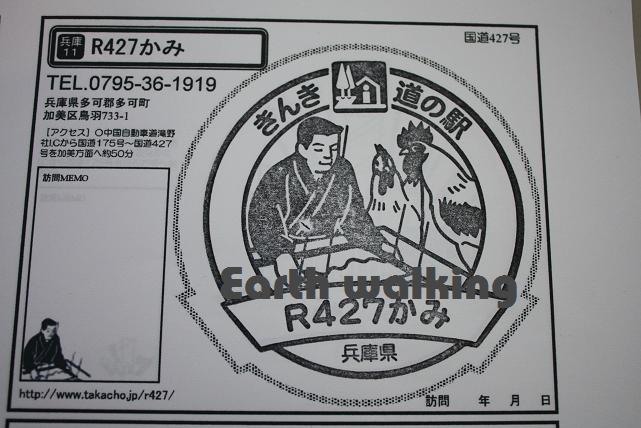 兵庫
11
R427かみ
国道427号
TEL.0795-36-1919
兵庫県多可郡多可町
加美区鳥羽733-1
［アクセス］〇中国自動車道滝野
社I.Cから国道175号～国道427
号を加美方面へ約50分
訪問MEMO
きんき 道の駅
Earth walking
R427かみ
兵庫県
http://www.takacho.jp/r427/
訪問 年 月 日